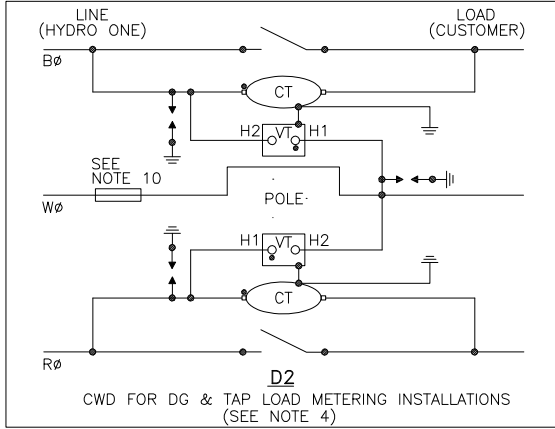 LINE
(HYDRO ONE)
LOAD
(CUSTOMER)
BØ
CT
H2 VT H1
SEE
NOTE 10
WØ
POLE
H1 VT H2
CT
RØ
D2
CWD FOR DG & TAP LOAD METERING INSTALLATIONS
(SEE NOTE 4)